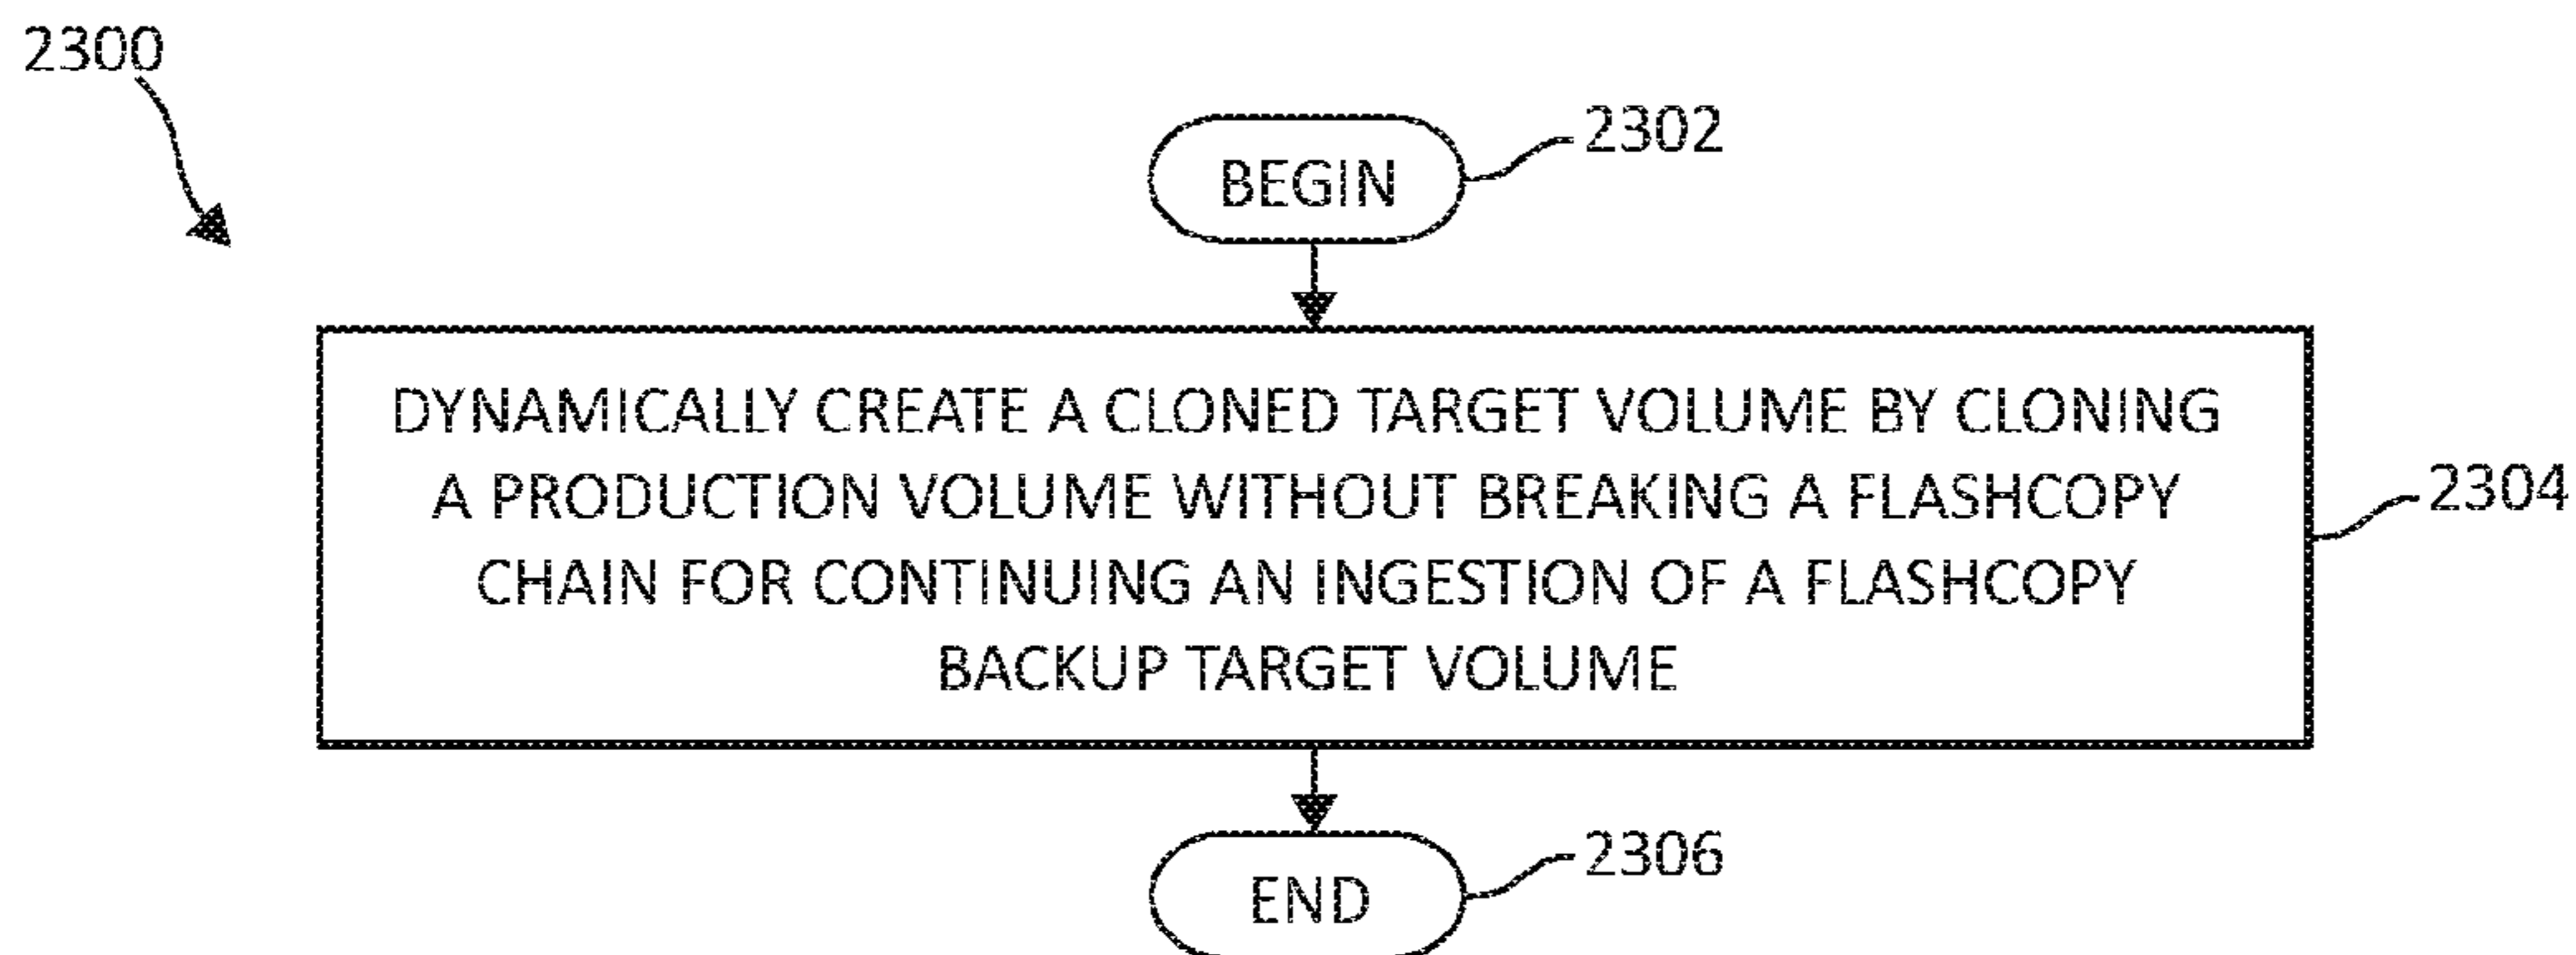 2300
BEGIN
2302
DYNAMICALLY CREATE A CLONED TARGET VOLUME BY CLONING
A PRODUCTION VOLUME WITHOUT BREAKING A FLASHCOPY
CHAIN FOR CONTINUING AN INGESTION OF A FLASHCOPY
BACKUP TARGET VOLUME
2304
END
2306